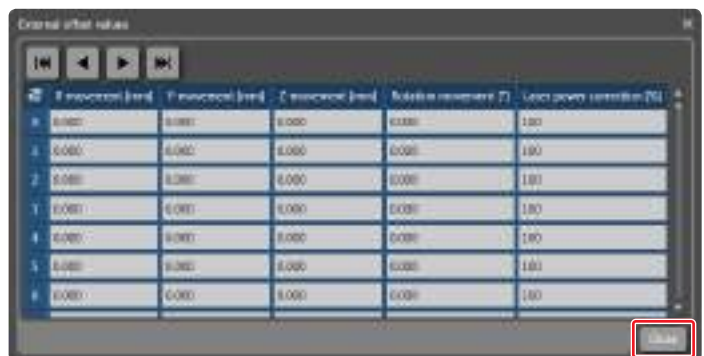 External offset values
X movement [mm] Y movement [mm] Z movement [mm] Rotation movement [°] Laser power correction [%]
0 0.000 0.000 0.000 0.000 100
1 0.000 0.000 0.000 0.000 100
2 0.000 0.000 0.000 0.000 100
3 0.000 0.000 0.000 0.000 100
4 0.000 0.000 0.000 0.000 100
5 0.000 0.000 0.000 0.000 100
6 0.000 0.000 0.000 0.000 100
Close